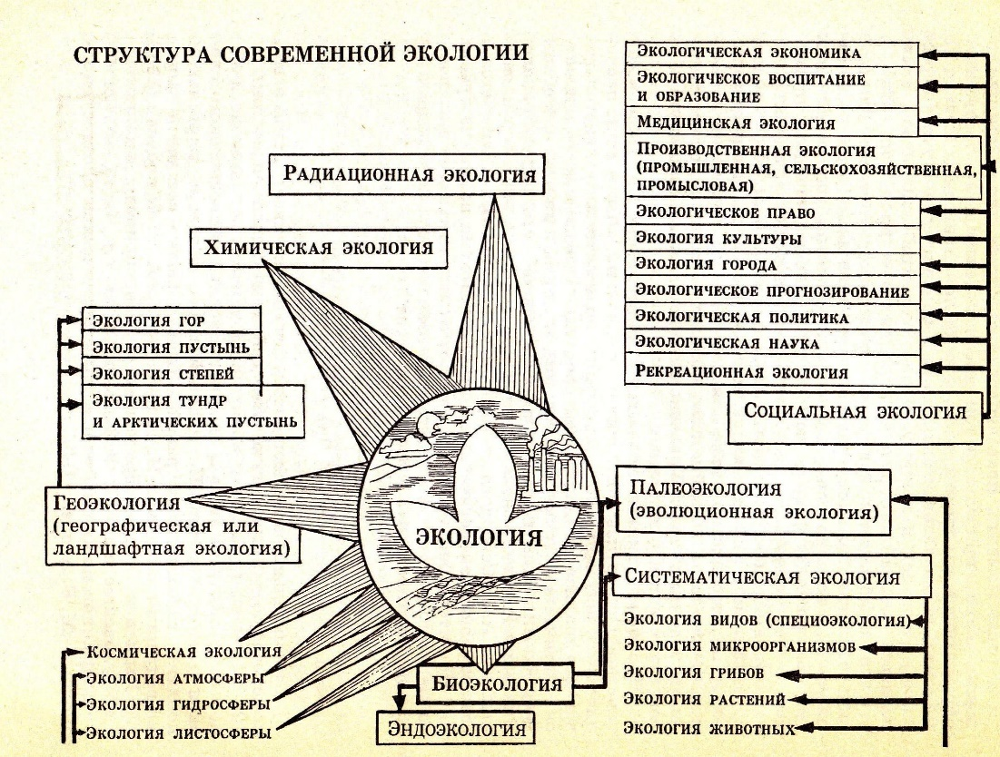 СТРУКТУРА СОВРЕМЕННОЙ ЭКОЛОГИИ
ЭКОЛОГИЧЕСКАЯ ЭКОНОМИКА
ЭКОЛОГИЧЕСКОЕ ВОСПИТАНИЕ
И ОБРАЗОВАНИЕ
МЕДИЦИНСКАЯ ЭКОЛОГИЯ
ПРОИЗВОДСТВЕННАЯ ЭКОЛОГИЯ
(ПРОМЫШЛЕННАЯ, СЕЛЬСКОХОЗЯЙСТВЕННАЯ,
ПРОМЫСЛОВАЯ)
ЭКОЛОГИЧЕСКОЕ ПРАВО
ЭКОЛОГИЯ КУЛЬТУРЫ
ЭКОЛОГИЯ ГОРОДА
ЭКОЛОГИЧЕСКОЕ ПРОГНОЗИРОВАНИЕ
ЭКОЛОГИЧЕСКАЯ ПОЛИТИКА
ЭКОЛОГИЧЕСКАЯ НАУКА
РЕКРЕАЦИОННАЯ ЭКОЛОГИЯ
СОЦИАЛЬНАЯ ЭКОЛОГИЯ
РАДИАЦИОННАЯ ЭКОЛОГИЯ
ХИМИЧЕСКАЯ ЭКОЛОГИЯ
ЭКОЛОГИЯ ГОР
ЭКОЛОГИЯ ПУСТЫНЬ
ЭКОЛОГИЯ СТЕПЕЙ
ЭКОЛОГИЯ ТУНДР
И АРКТИЧЕСКИХ ПУСТЫНЬ
ГЕОЭКОЛОГИЯ
(географическая или
ландшафтная экология)
ЭКОЛОГИЯ
ПАЛЕОЭКОЛОГИЯ
(эволюционная экология)
СИСТЕМАТИЧЕСКАЯ ЭКОЛОГИЯ
ЭКОЛОГИЯ ВИДОВ (СПЕЦИОЭКОЛОГИЯ)
ЭКОЛОГИЯ МИКРООРГАНИЗМОВ
ЭКОЛОГИЯ ГРИБОВ
ЭКОЛОГИЯ РАСТЕНИЙ
ЭКОЛОГИЯ ЖИВОТНЫХ
КОСМИЧЕСКАЯ ЭКОЛОГИЯ
ЭКОЛОГИЯ АТМОСФЕРЫ
ЭКОЛОГИЯ ГИДРОСФЕРЫ
ЭКОЛОГИЯ ЛИСТОСФЕРЫ
БИОЭКОЛОГИЯ
ЭНДОЭКОЛОГИЯ